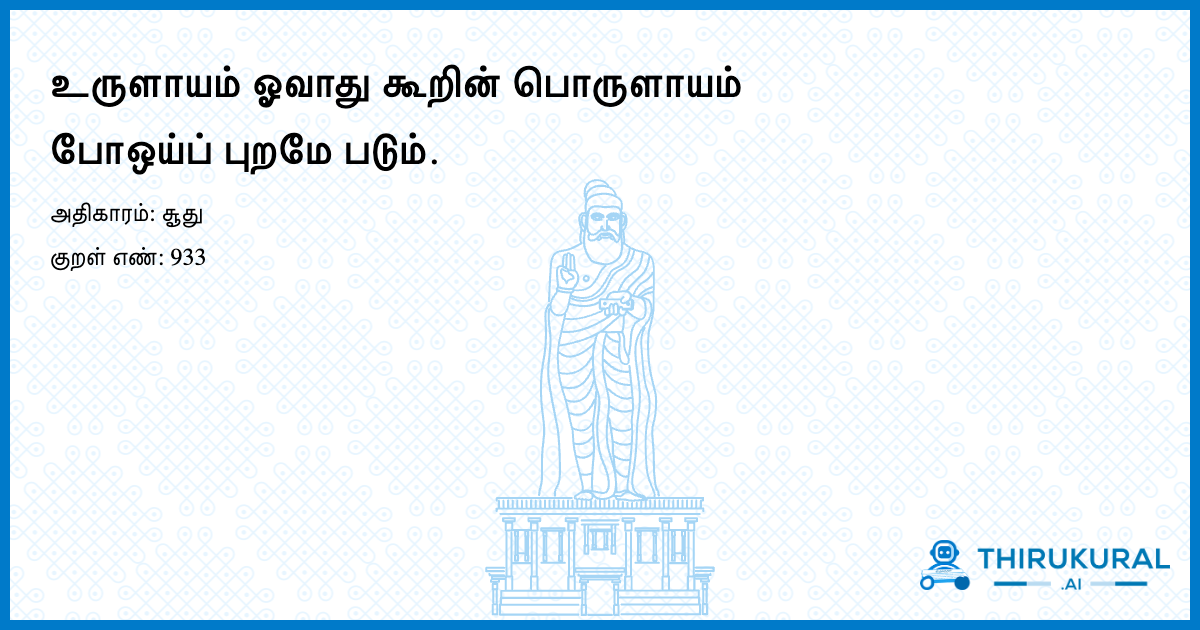 உருளாயம் ஓவாது கூறின் பொருளாயம்
போஒய்ப் புறமே படும்.
அதிகாரம்: சூது
குறள் எண்: 933
THIRUKURAL
.AI